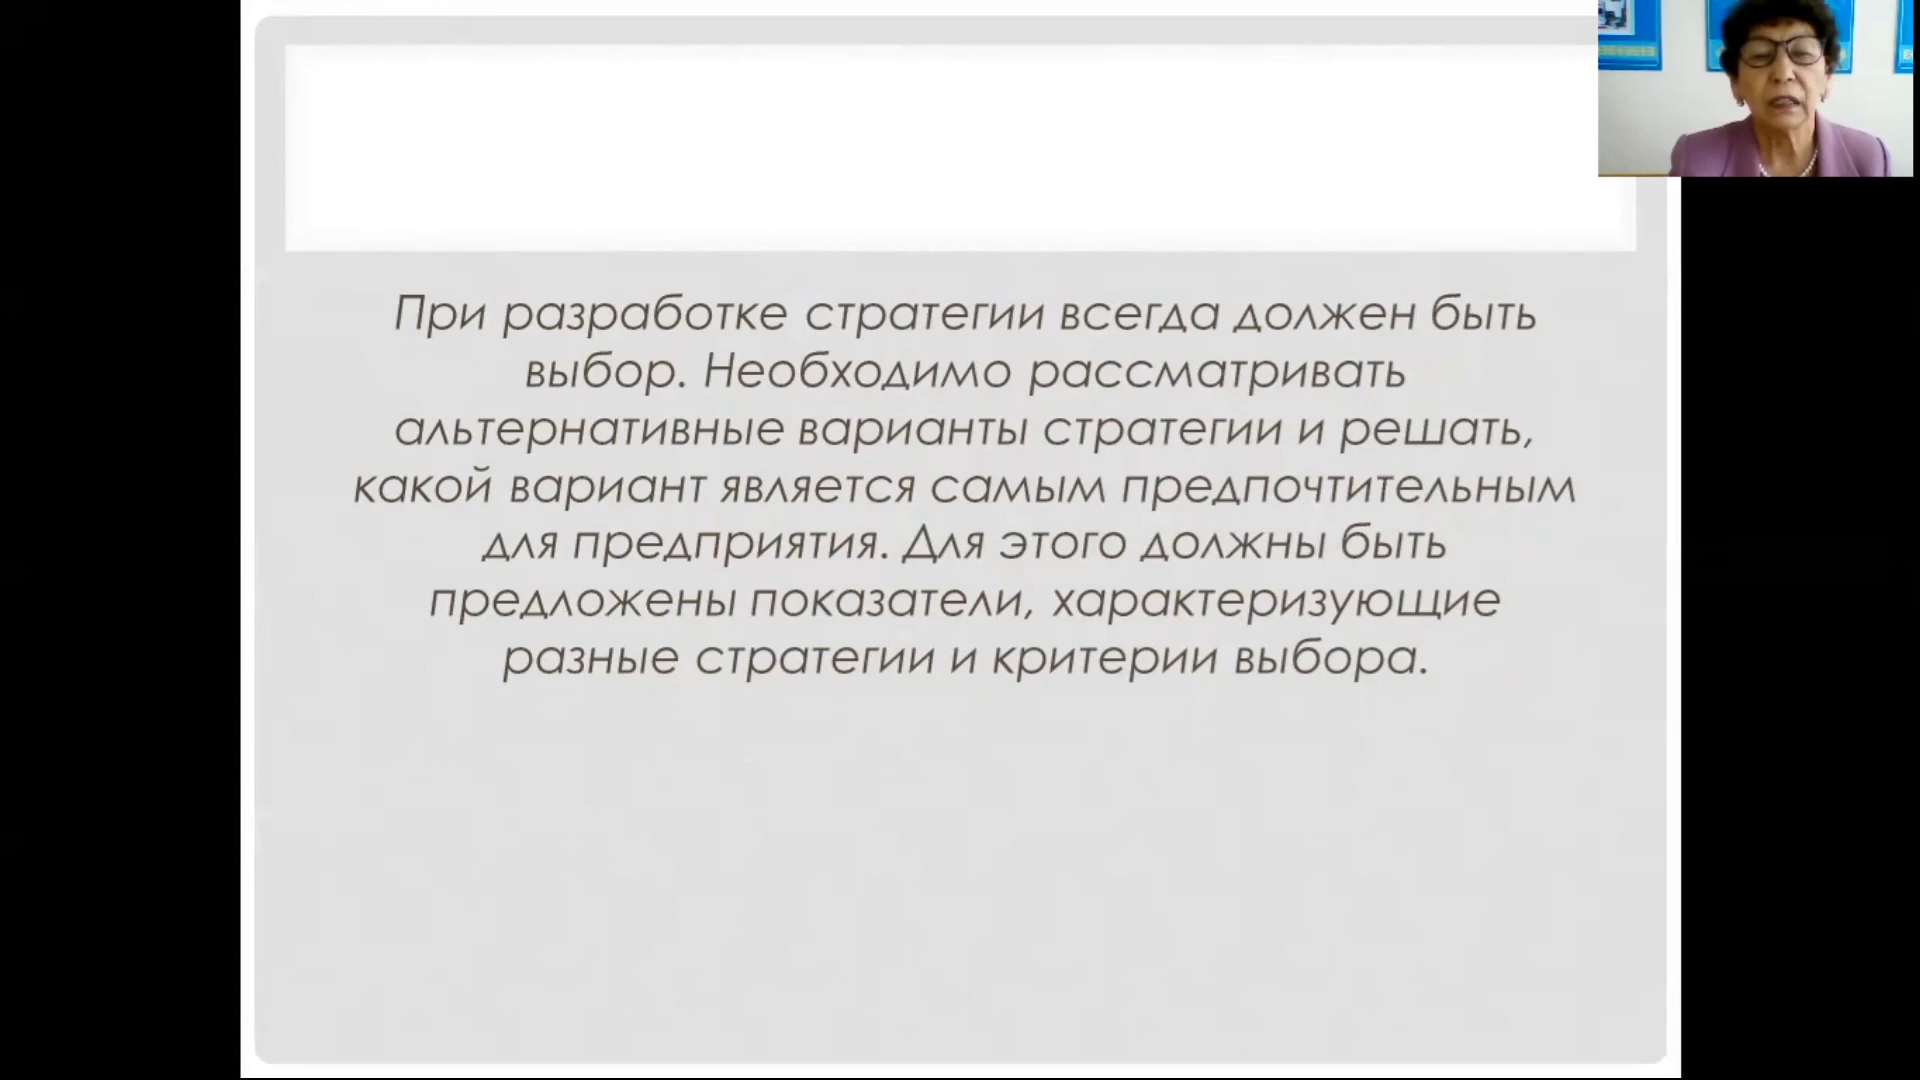 При разработке стратегии всегда должен быть
выбор. Необходимо рассматривать
альтернативные варианты стратегии и решать,
какой вариант является самым предпочтительным
для предприятия. Для этого должны быть
предложены показатели, характеризующие
разные стратегии и критерии выбора.